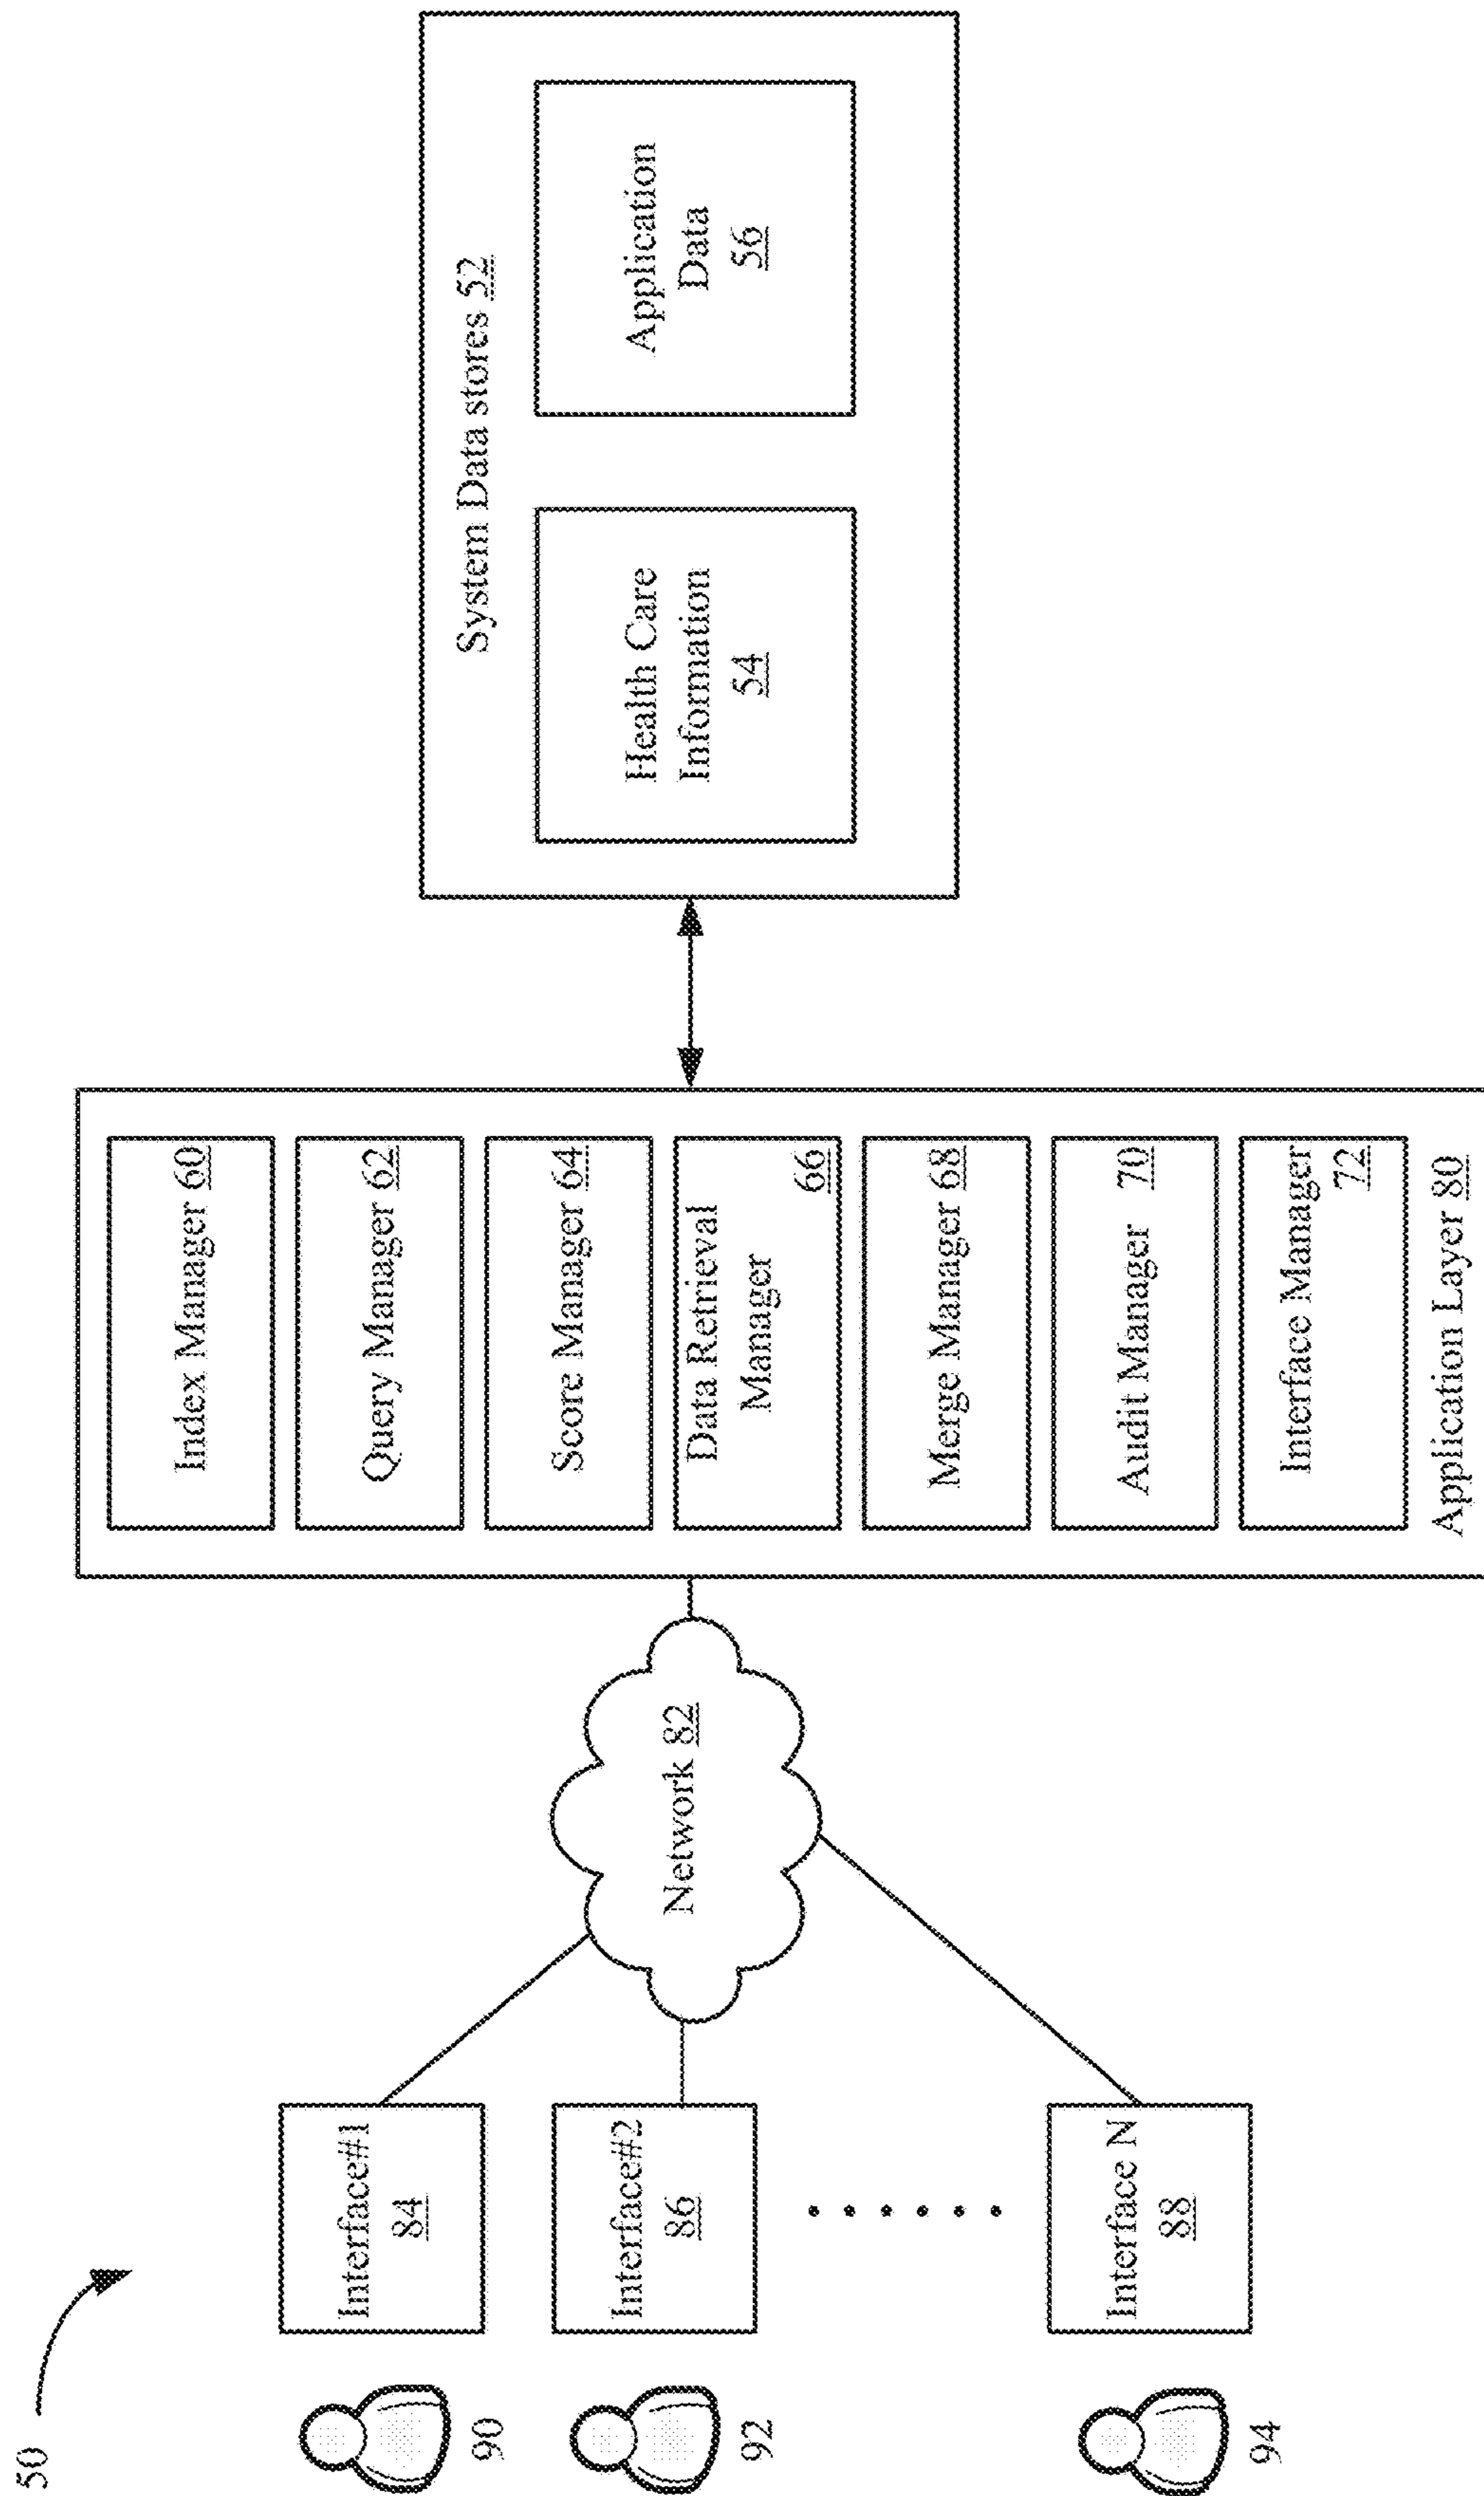 50
90
Interface#1
84
92
Interface#2
86
94
Interface N
88
Network 82
Index Manager 60
Query Manager 62
Score Manager 64
Data Retrieval
Manager
66
Merge Manager 68
Audit Manager 70
Interface Manager
72
Application Layer 80
System Data stores 52
Health Care
Information
54
Application
Data
56